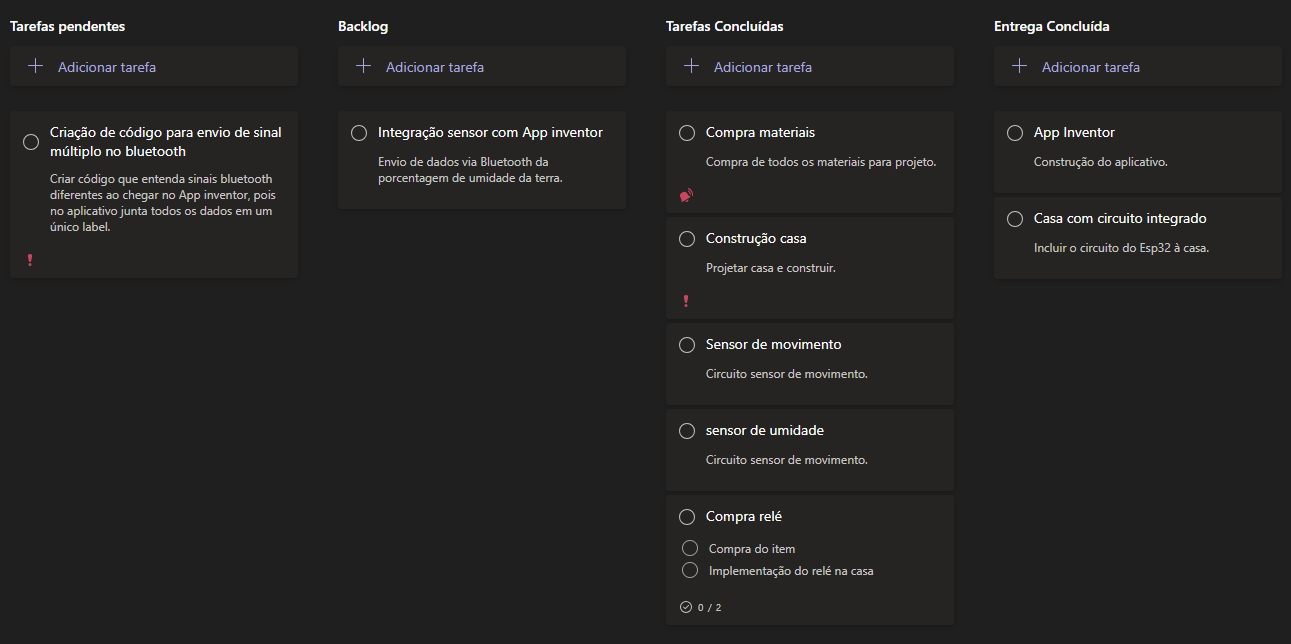 Tarefas pendentes
Adicionar tarefa
Criação de código para envio de sinal
múltiplo no bluetooth
Criar código que entenda sinais bluetooth
diferentes ao chegar no App inventor, pois
no aplicativo junta todos os dados em um
único label.
Backlog
Adicionar tarefa
Integração sensor com App inventor
Envio de dados via Bluetooth da
porcentagem de umidade da terra.
Tarefas Concluídas
Adicionar tarefa
Compra materiais
Compra de todos os materiais para projeto.
Construção casa
Projetar casa e construir.
Sensor de movimento
Circuito sensor de movimento.
sensor de umidade
Circuito sensor de movimento.
Compra relé
Compra do item
Implementação do relé na casa
0 / 2
Entrega Concluída
Adicionar tarefa
App Inventor
Construção do aplicativo.
Casa com circuito integrado
Incluir o circuito do Esp32 à casa.